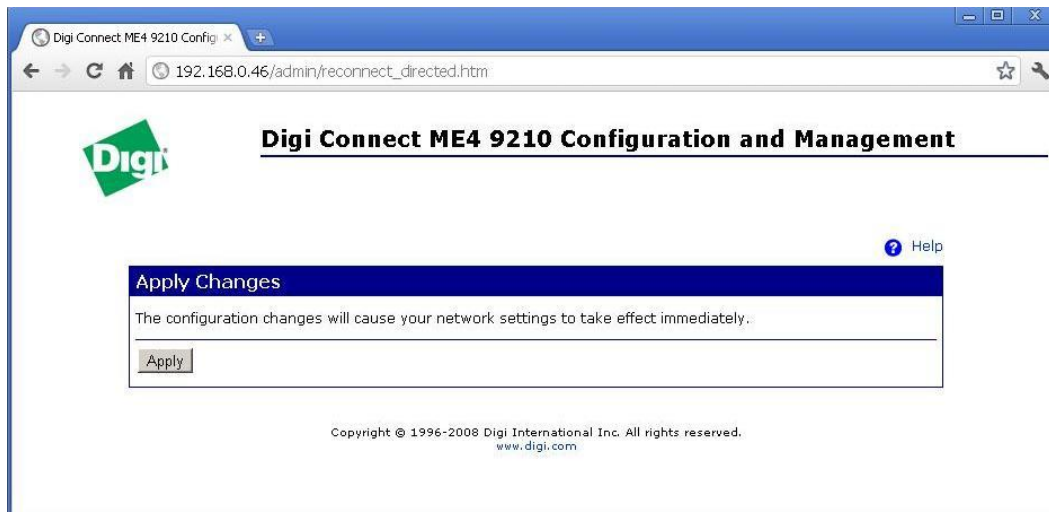 Digi Connect ME4 9210 Config
192.168.0.46/admin/reconnect_directed.htm
Digi
Digi Connect ME4 9210 Configuration and Management
? Help
Apply Changes
The configuration changes will cause your network settings to take effect immediately.
Apply
Copyright © 1996-2008 Digi International Inc. All rights reserved.
www.digi.com